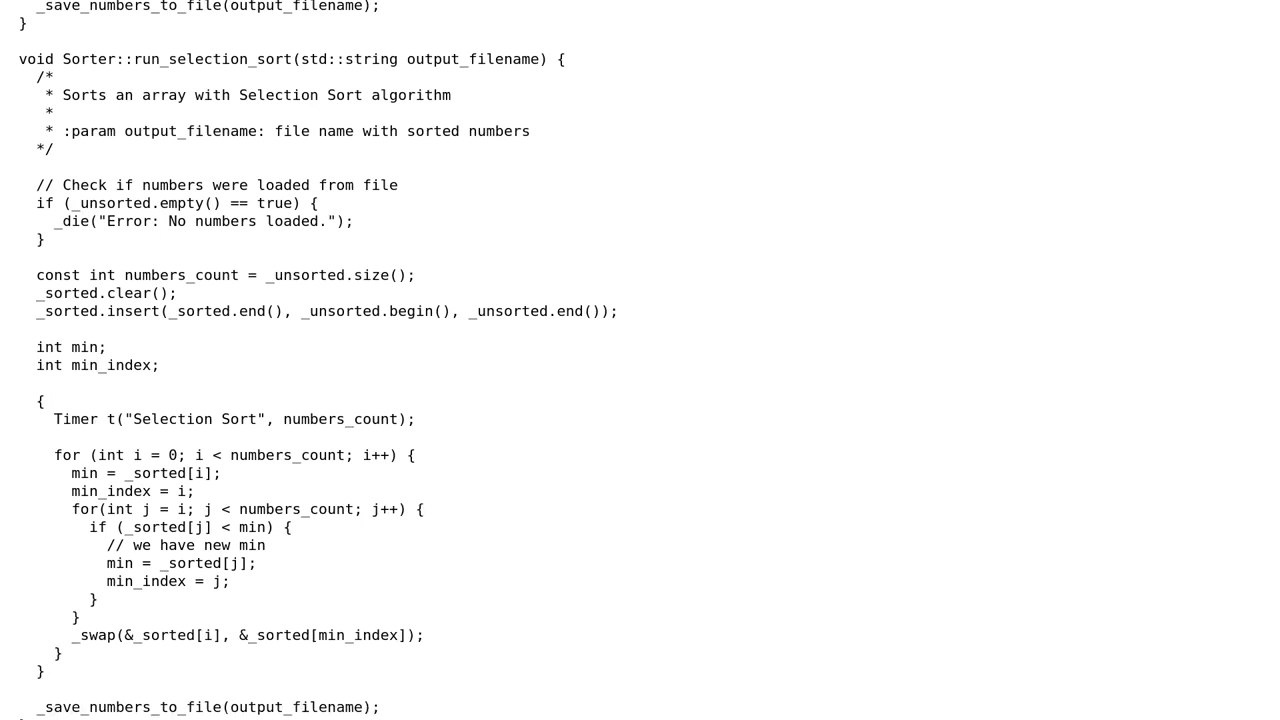 _save_numbers_to_file(output_filename);
}

void Sorter::run_selection_sort(std::string output_filename) {
  /*
   * Sorts an array with Selection Sort algorithm
   *
   * :param output_filename: file name with sorted numbers
  */

  // Check if numbers were loaded from file
  if (_unsorted.empty() == true) {
    _die("Error: No numbers loaded.");
  }

  const int numbers_count = _unsorted.size();
  _sorted.clear();
  _sorted.insert(_sorted.end(), _unsorted.begin(), _unsorted.end());

  int min;
  int min_index;

  {
    Timer t("Selection Sort", numbers_count);

    for (int i = 0; i < numbers_count; i++) {
      min = _sorted[i];
      min_index = i;
      for(int j = i; j < numbers_count; j++) {
        if (_sorted[j] < min) {
          // we have new min
          min = _sorted[j];
          min_index = j;
        }
      }
      _swap(&_sorted[i], &_sorted[min_index]);
    }
  }

  _save_numbers_to_file(output_filename);
}